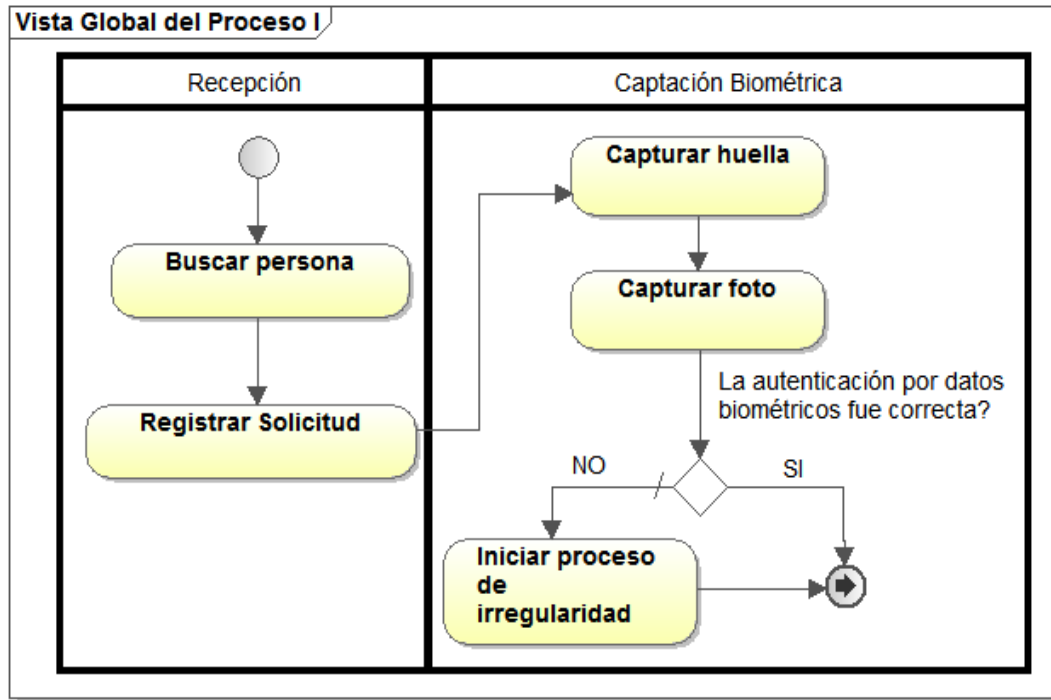 Vista Global del Proceso I
Recepción
Captación Biométrica
Buscar persona
Registrar Solicitud
Capturar huella
Capturar foto
La autenticación por datos
biométricos fue correcta?
NO
SI
Iniciar proceso
de
irregularidad